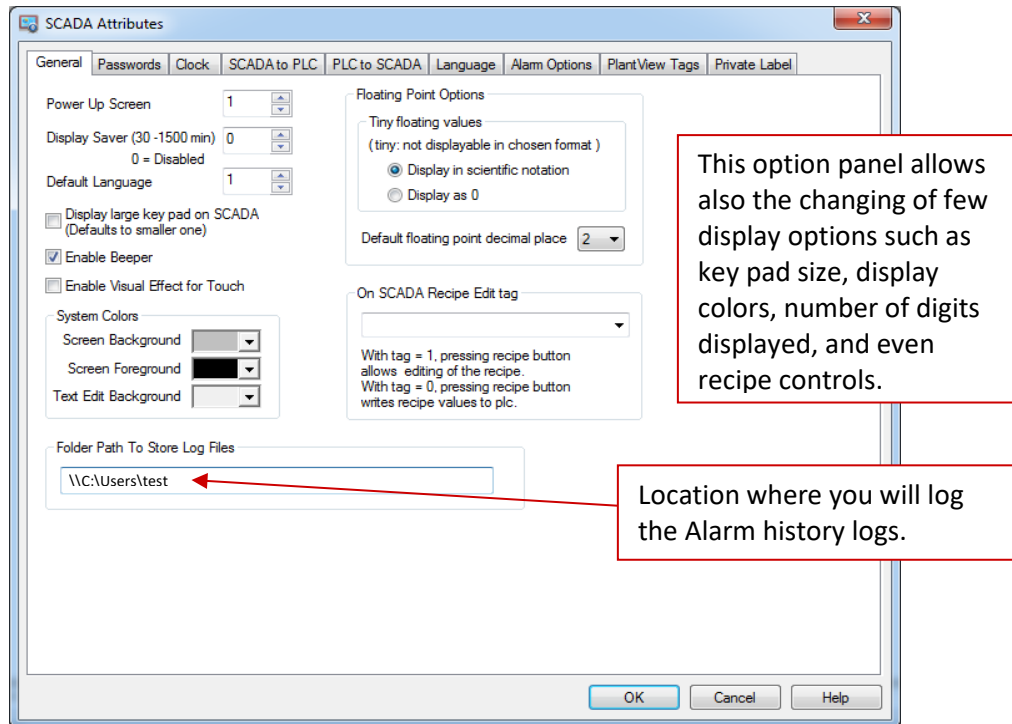 SCADA Attributes
General Passwords Clock SCADA to PLC PLC to SCADA Language Alarm Options PlantView Tags Private Label
Power Up Screen 1
Display Saver (30 -1500 min) 0
0 = Disabled
Default Language 1
Display large key pad on SCADA
(Defaults to smaller one)
Enable Beeper
Enable Visual Effect for Touch
System Colors
Screen Background
Screen Foreground
Text Edit Background
Floating Point Options
Tiny floating values
( tiny: not displayable in chosen format )
Display in scientific notation
Display as 0
Default floating point decimal place 2
On SCADA Recipe Edit tag
With tag = 1, pressing recipe button
allows editing of the recipe.
With tag = 0, pressing recipe button
writes recipe values to plc.
Folder Path To Store Log Files
\\C:\Users\test
This option panel allows
also the changing of few
display options such as
key pad size, display
colors, number of digits
displayed, and even
recipe controls.
Location where you will log
the Alarm history logs.
OK Cancel Help